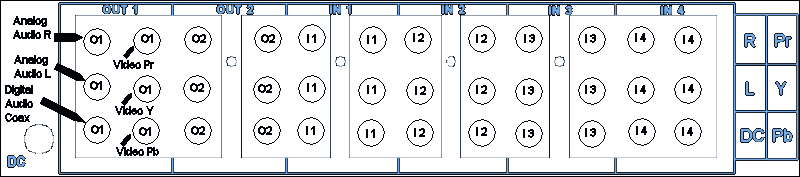 OUT 1 OUT 2 IN 1 IN 2 IN 3 IN 4
Analog
Audio R
O1 O1 O2 O2 I1 I1 I2 I2 I3 I3 I4 I4
R Pr
Video Pr
Analog
Audio L
O1 O1 O2 O2 I1 I1 I2 I2 I3 I3 I4 I4
L Y
Digital
Audio
Coax
Video Y
O1 O1 O2 O2 I1 I1 I2 I2 I3 I3 I4 I4
DC Pb
Video Pb
DC